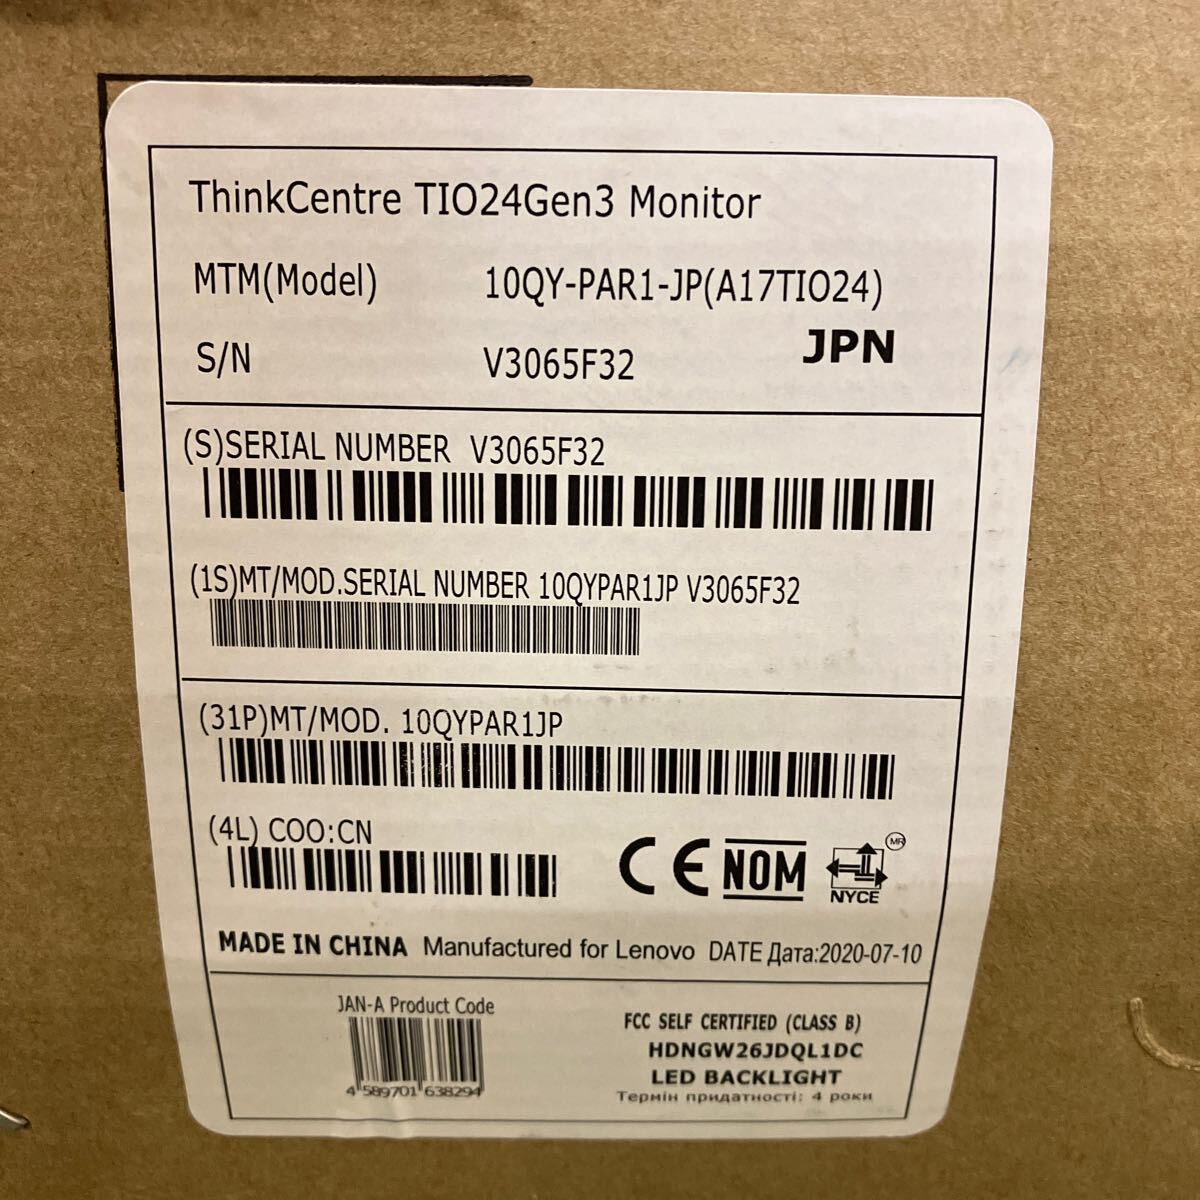 ThinkCentre TIO24Gen3 Monitor
MTM(Model) 10QY-PAR1-JP(A17TIO24)
S/N V3065F32 JPN
(S)SERIAL NUMBER V3065F32
(1S)MT/MOD.SERIAL NUMBER 10QYPAR1JP V3065F32
(31P)MT/MOD. 10QYPAR1JP
(4L) COO:CN
CE NOM NYCE MR
MADE IN CHINA Manufactured for Lenovo DATE Дата:2020-07-10
JAN-A Product Code
4 589701 638294
FCC SELF CERTIFIED (CLASS B)
HDNGW26JDQL1DC
LED BACKLIGHT
Термін придатності: 4 роки